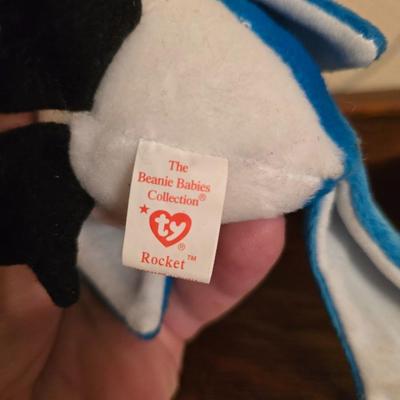 The
Beanie Babies
Collection®
ty®
Rocket™